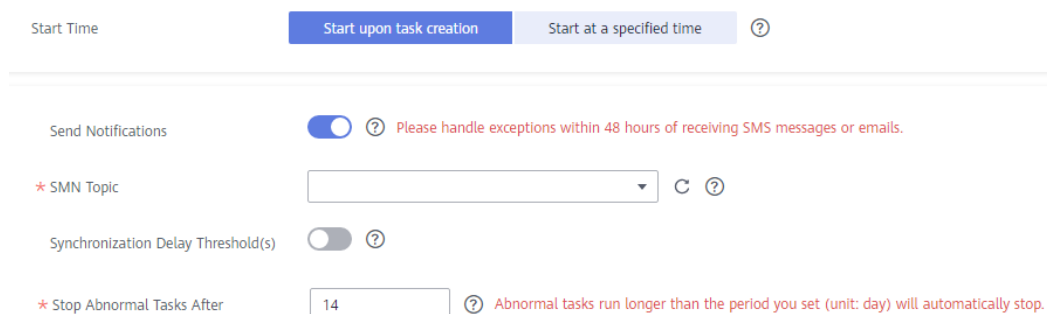 Start Time Start upon task creation Start at a specified time ?
Send Notifications ? Please handle exceptions within 48 hours of receiving SMS messages or emails.
* SMN Topic ?
Synchronization Delay Threshold(s) ?
* Stop Abnormal Tasks After 14 ? Abnormal tasks run longer than the period you set (unit: day) will automatically stop.